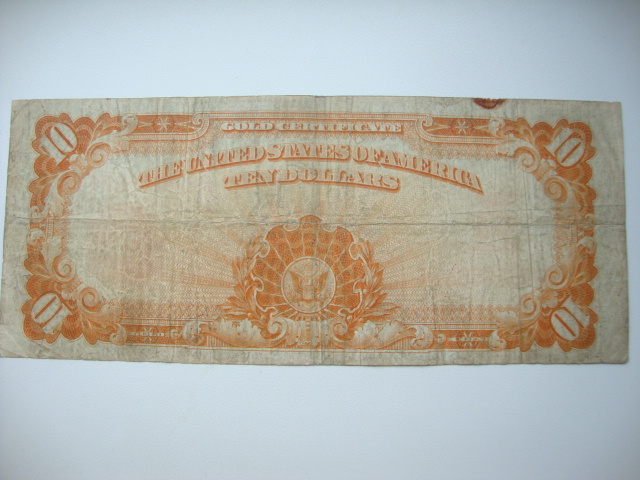 GOLD CERTIFICATE
10 10
THE UNITED STATES OF AMERICA
TEN DOLLARS
10 10